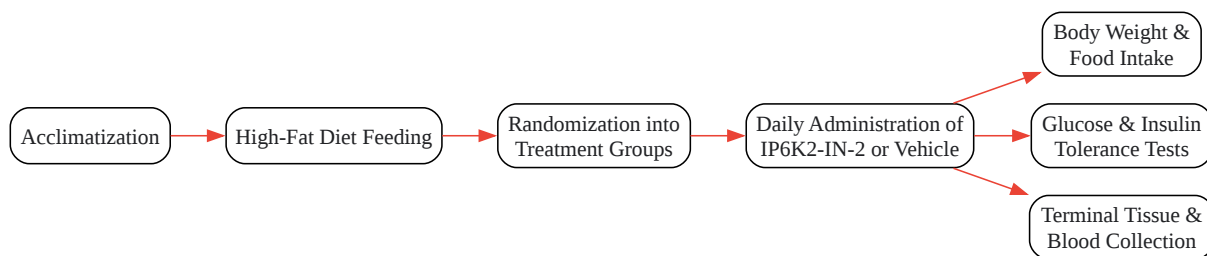 Acclimatization
High-Fat Diet Feeding
Randomization into
Treatment Groups
Daily Administration of
IP6K2-IN-2 or Vehicle
Body Weight &
Food Intake
Glucose & Insulin
Tolerance Tests
Terminal Tissue &
Blood Collection